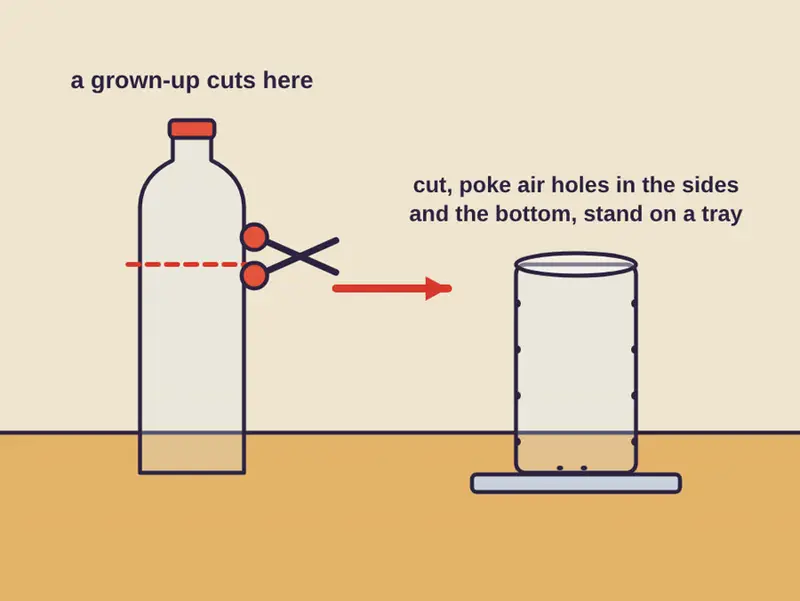 a grown-up cuts here
cut, poke air holes in the sides
and the bottom, stand on a tray